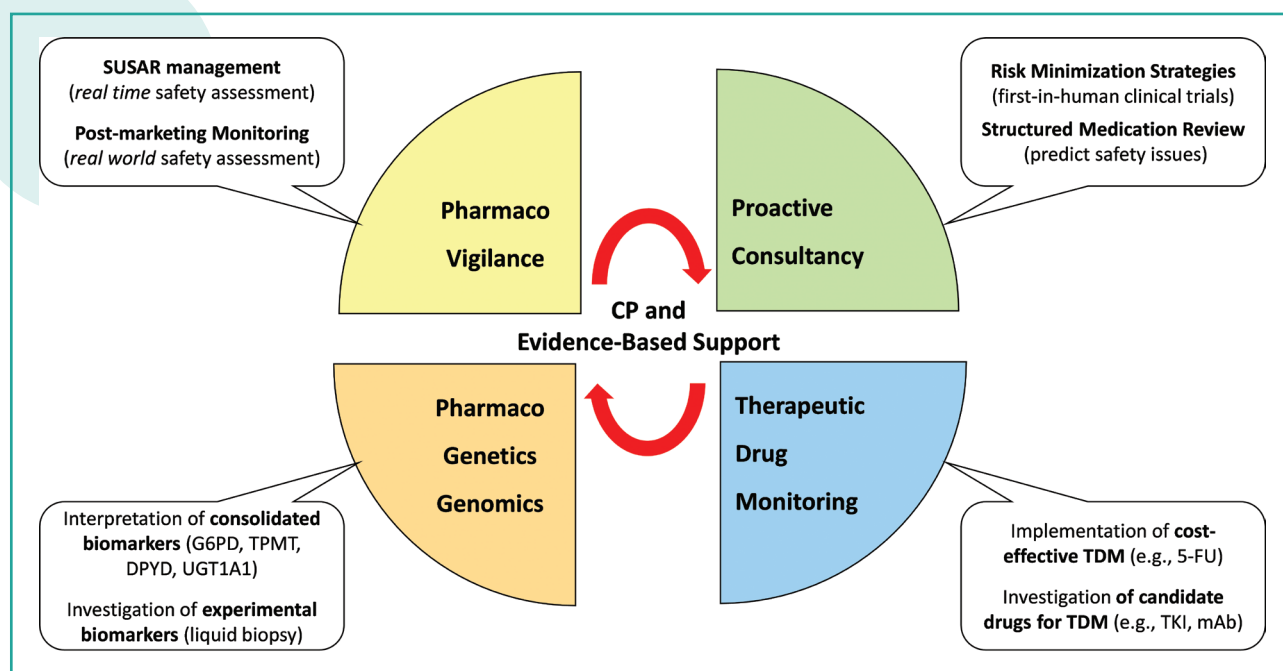 SUSAR management
(real time safety assessment)
Post-marketing Monitoring
(real world safety assessment)
Risk Minimization Strategies
(first-in-human clinical trials)
Structured Medication Review
(predict safety issues)
Pharmaco
Vigilance
Proactive
Consultancy
CP and
Evidence-Based Support
Pharmaco
Genetics
Genomics
Therapeutic
Drug
Monitoring
Interpretation of consolidated
biomarkers (G6PD, TPMT,
DPYD, UGT1A1)
Investigation of experimental
biomarkers (liquid biopsy)
Implementation of cost-
effective TDM (e.g., 5-FU)
Investigation of candidate
drugs for TDM (e.g., TKI, mAb)